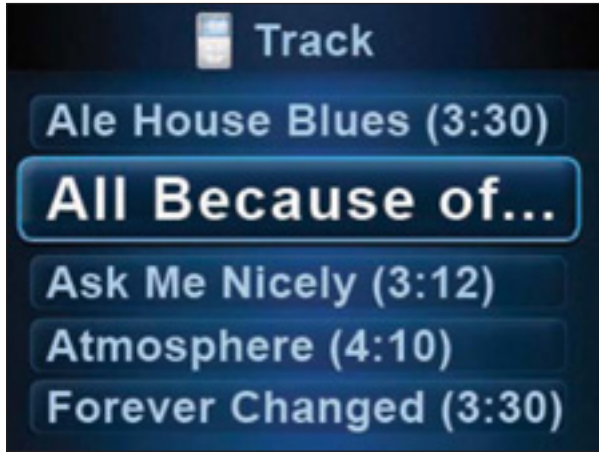 Track
Ale House Blues (3:30)
All Because of...
Ask Me Nicely (3:12)
Atmosphere (4:10)
Forever Changed (3:30)